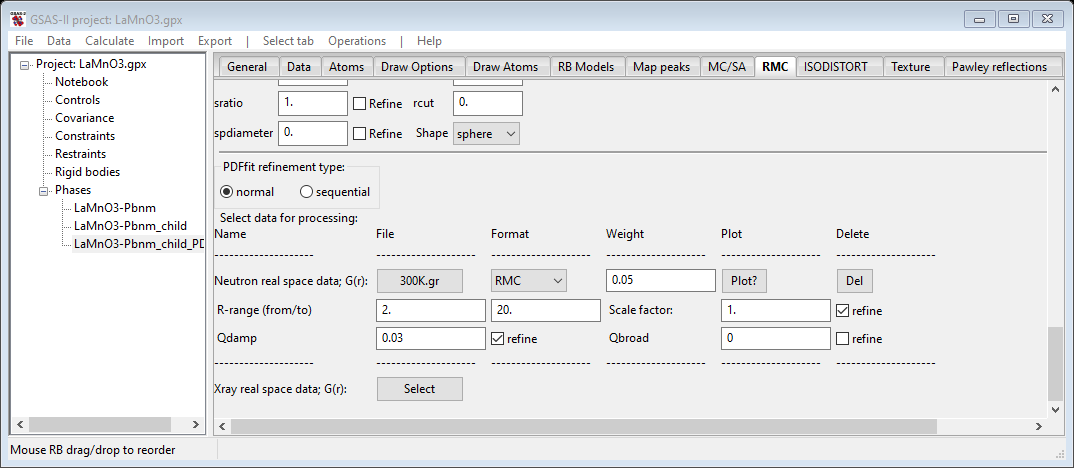 GSAS-II project: LaMnO3.gpx
File Data Calculate Import Export | Select tab Operations | Help
Project: LaMnO3.gpx
Notebook
Controls
Covariance
Constraints
Restraints
Rigid bodies
Phases
LaMnO3-Pbnm
LaMnO3-Pbnm_child
LaMnO3-Pbnm_child_PD
General Data Atoms Draw Options Draw Atoms RB Models Map peaks MC/SA RMC ISODISTORT Texture Pawley reflections
sratio 1. Refine rcut 0.
spdiameter 0. Refine Shape sphere
PDFfit refinement type:
normal sequential
Select data for processing:
Name File Format Weight Plot Delete
-------------------- -------------------- -------------------- -------------------- -------------------- --------------------
Neutron real space data; G(r): 300K.gr RMC 0.05 Plot? Del
R-range (from/to) 2. 20. Scale factor: 1. refine
Qdamp 0.03 refine Qbroad 0 refine
-------------------- -------------------- -------------------- -------------------- -------------------- --------------------
Xray real space data; G(r): Select
Mouse RB drag/drop to reorder